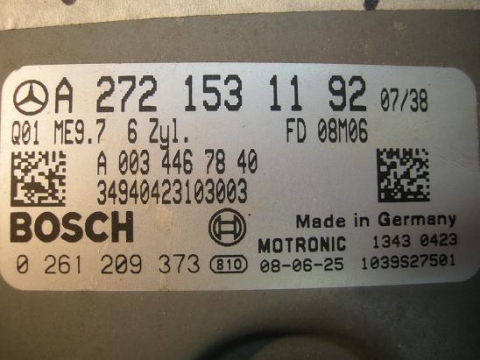 A 272 153 11 92 07/38
Q01 ME9.7 6 Zyl. FD 08M06
A 003 446 78 40
34940423103003
BOSCH Made in Germany
MOTRONIC 1343 0423
0 261 209 373 810 08-06-25 1039S27501